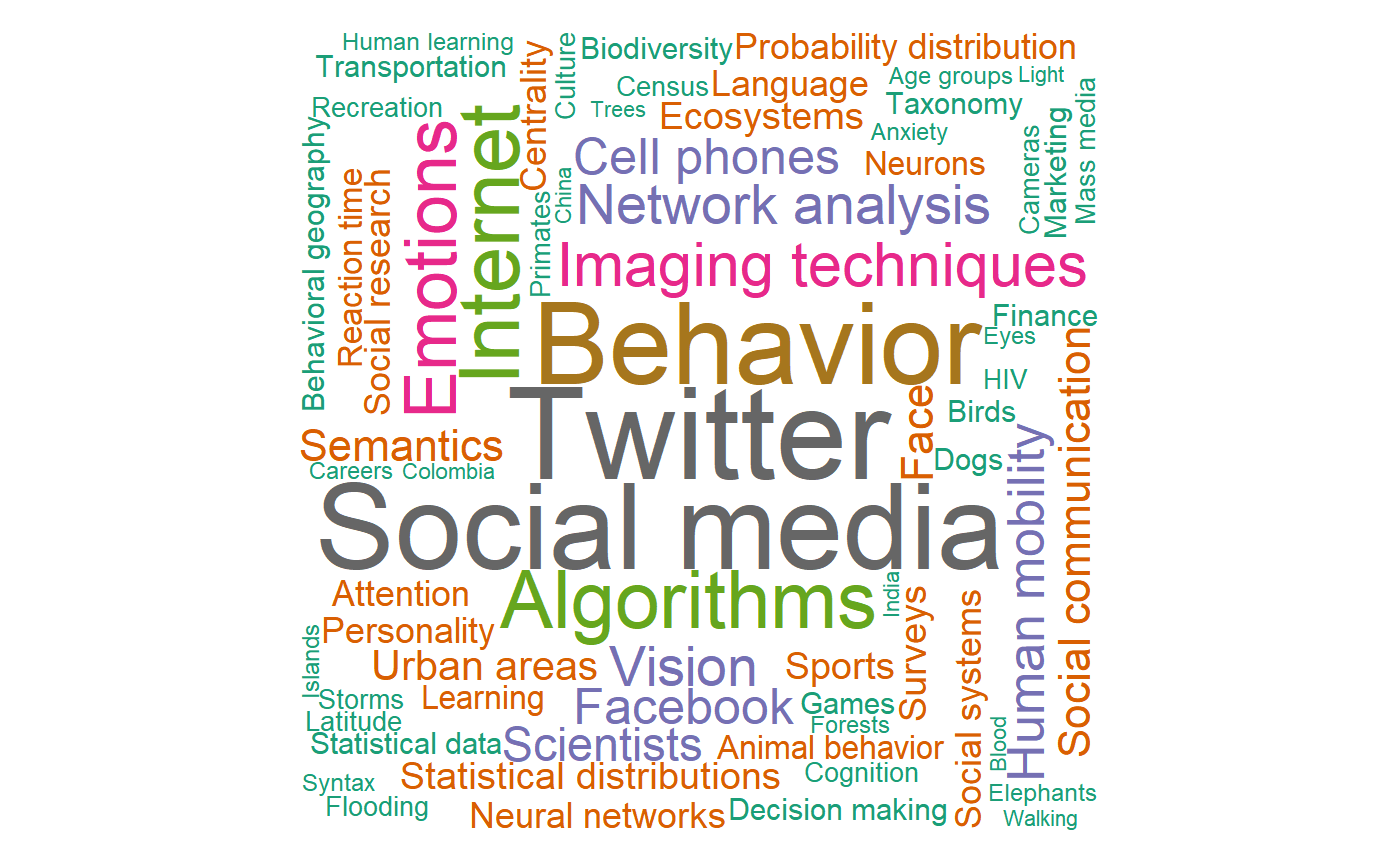 Human learning
Transportation
Recreation
Behavioral geography
Reaction time
Social research
Emotions
Internet
Centrality
Culture
Biodiversity
Probability distribution
Census
Language
Age groups
Light
Trees
Ecosystems
Taxonomy
Anxiety
Mass media
Cell phones
Neurons
Cameras
Marketing
China
Primates
Network analysis
Imaging techniques
Behavior
Finance
Eyes
HIV
Twitter
Face
Birds
Dogs
Semantics
Careers
Colombia
Social media
Human mobility
Social communication
Attention
Algorithms
India
Surveys
Social systems
Personality
Islands
Urban areas
Vision
Sports
Storms
Learning
Facebook
Games
Latitude
Forests
Statistical data
Scientists
Animal behavior
Blood
Syntax
Statistical distributions
Cognition
Elephants
Flooding
Neural networks
Decision making
Walking